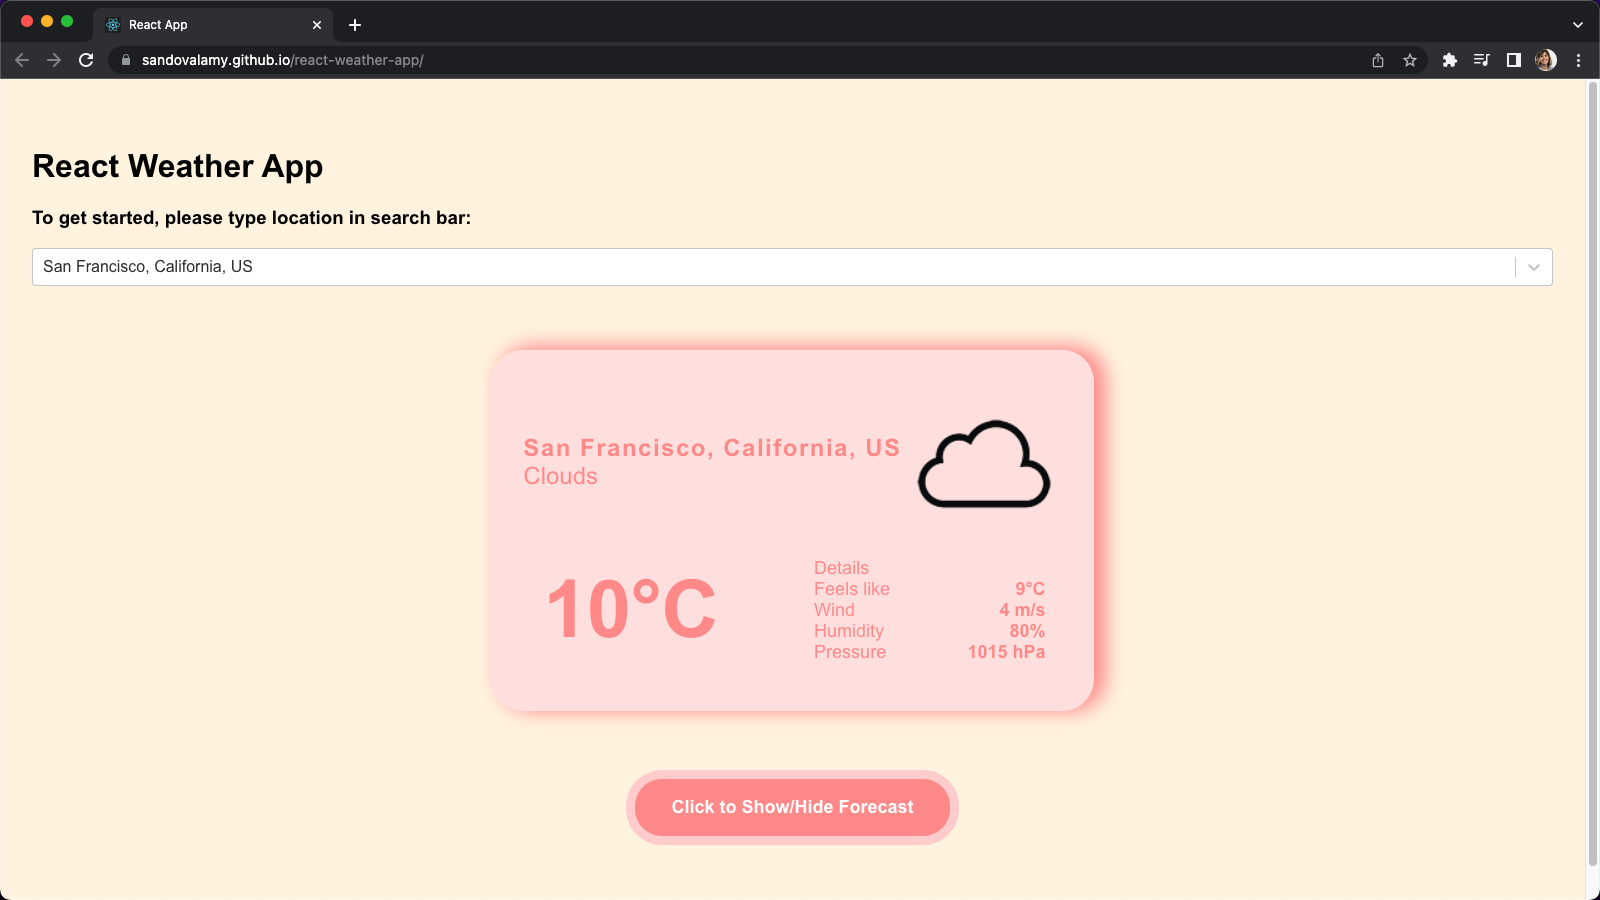 React App
sandovalamy.github.io/react-weather-app/
React Weather App
To get started, please type location in search bar:
San Francisco, California, US
San Francisco, California, US
Clouds
10°C
Details
Feels like 9°C
Wind 4 m/s
Humidity 80%
Pressure 1015 hPa
Click to Show/Hide Forecast